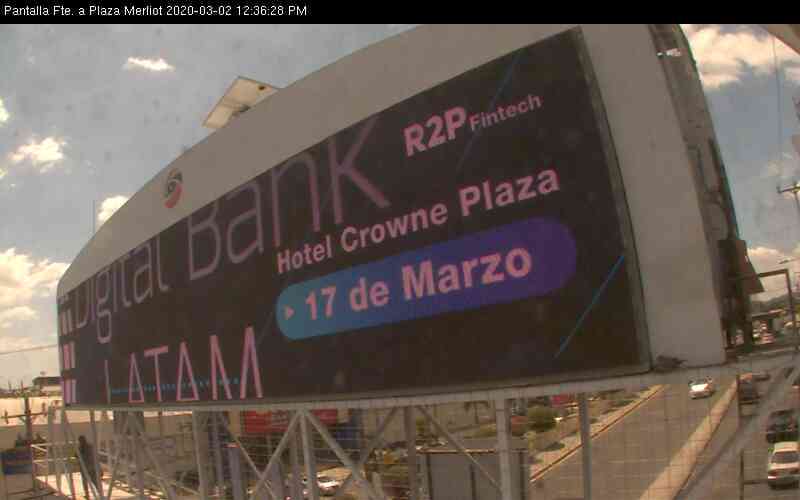 Pantalla Fte. a Plaza Merliot 2020-03-02 12:36:28 PM
R2P Fintech
Digital Bank
Hotel Crowne Plaza
17 de Marzo
LATAM